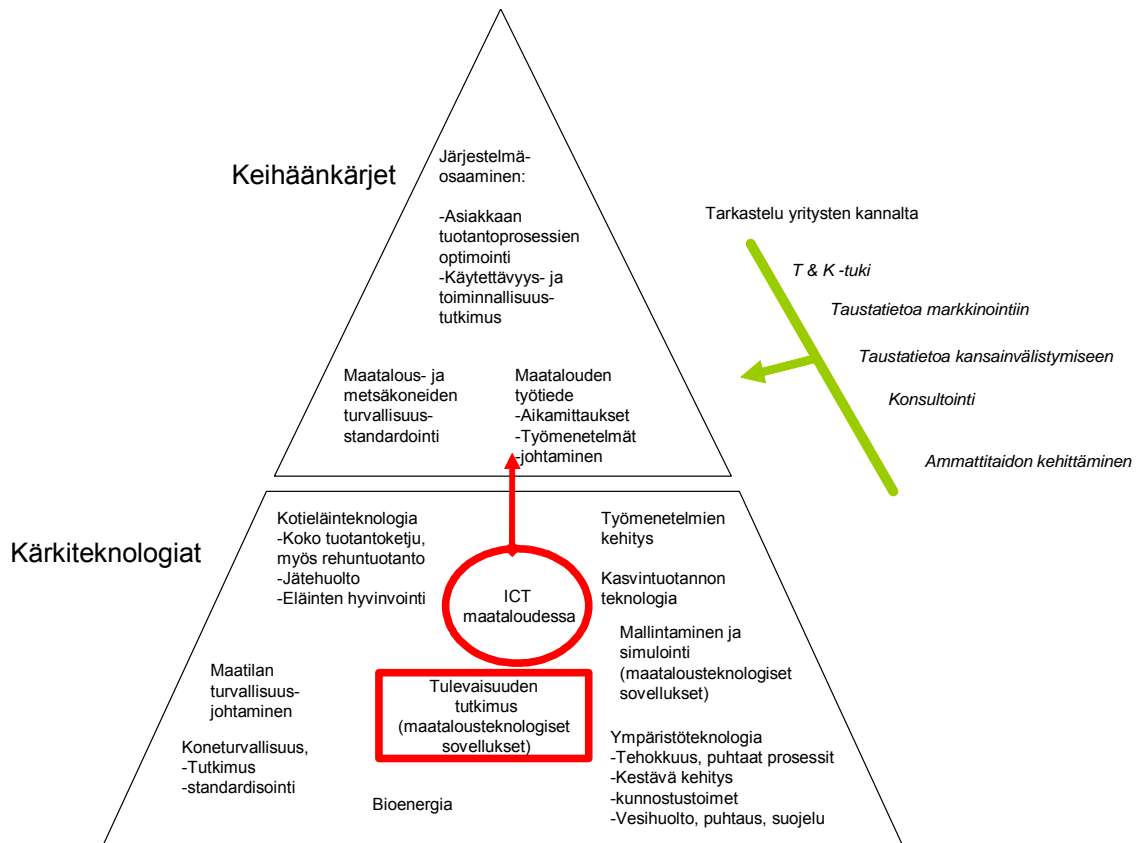 Keihäänkärjet
Järjestelmä-
osaaminen:
-Asiakkaan
tuotantoprosessien
optimointi
-Käytettävyys- ja
toiminnallisuus-
tutkimus
Maatalous- ja
metsäkoneiden
turvallisuus-
standardointi
Maatalouden
työtiede
-Aikamittaukset
-Työmenetelmät
-johtaminen
Tarkastelu yritysten kannalta
T & K -tuki
Taustatietoa markkinointiin
Taustatietoa kansainvälistymiseen
Konsultointi
Ammattitaidon kehittäminen
Kärkiteknologiat
Kotieläinteknologia
-Koko tuotantoketju,
myös rehuntuotanto
-Jätehuolto
-Eläinten hyvinvointi
ICT
maataloudessa
Työmenetelmien
kehitys
Kasvintuotannon
teknologia
Mallintaminen ja
simulointi
(maatalousteknologiset
sovellukset)
Maatilan
turvallisuus-
johtaminen
Tulevaisuuden
tutkimus
(maatalousteknologiset
sovellukset)
Koneturvallisuus,
-Tutkimus
-standardisointi
Bioenergia
Ympäristöteknologia
-Tehokkuus, puhtaat prosessit
-Kestävä kehitys
-kunnostustoimet
-Vesihuolto, puhtaus, suojelu